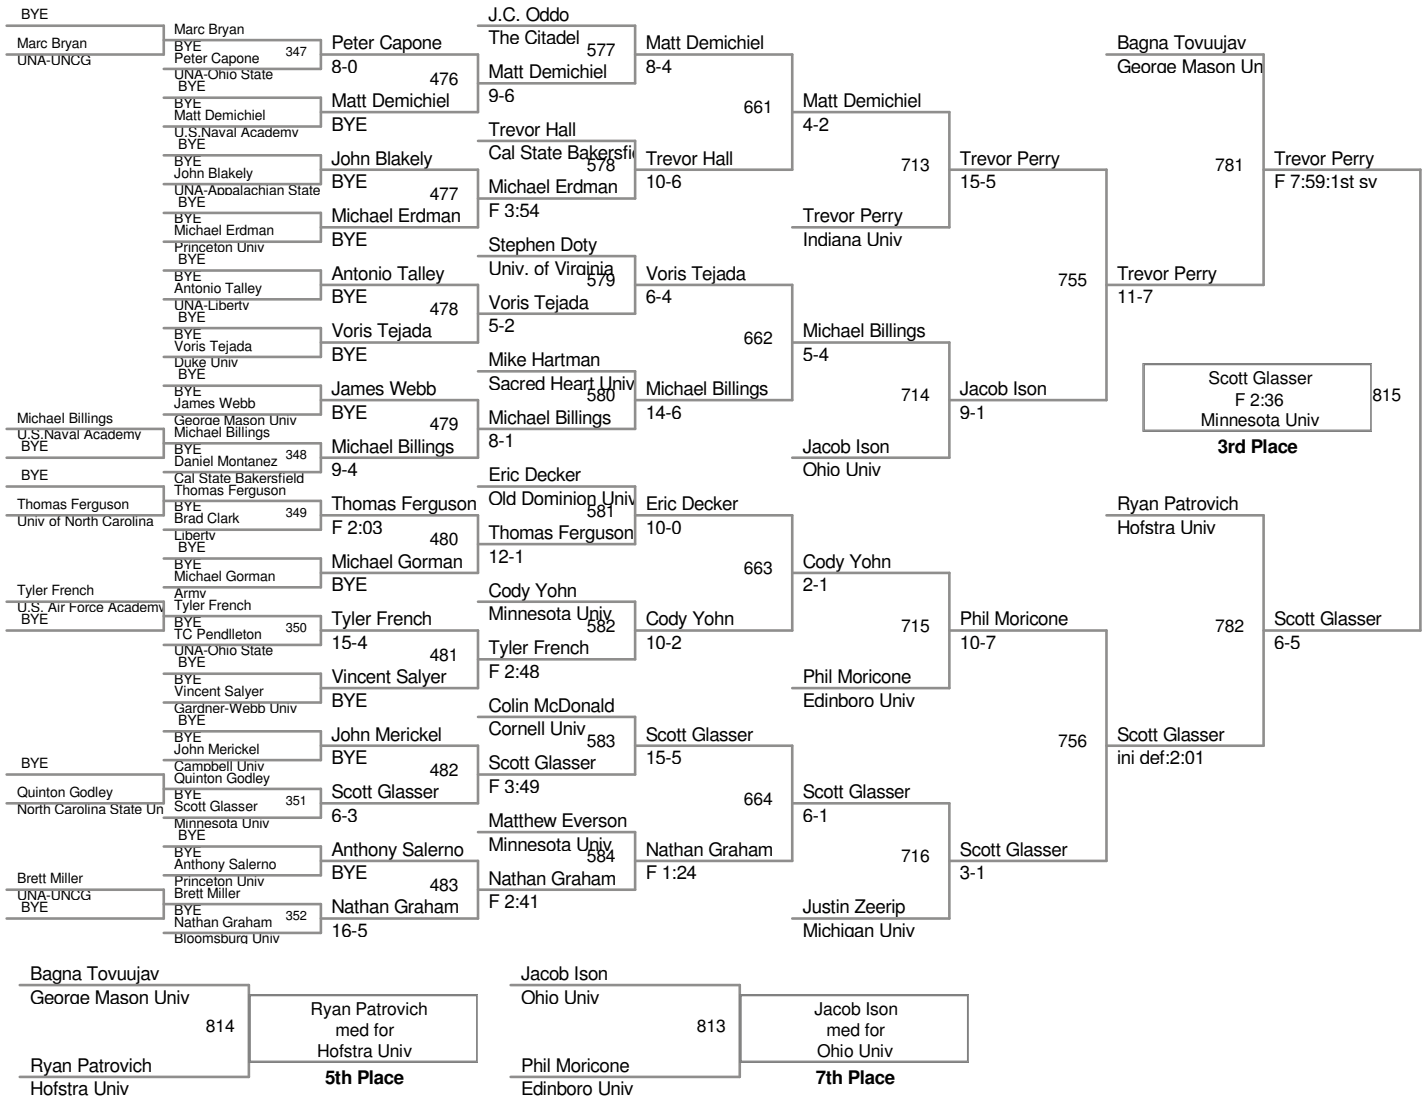 BYE
Marc Bryan
UNA-UNCG
Michael Billings
U.S.Naval Academy
BYE
BYE
Thomas Ferguson
Univ of North Carolina
Tyler French
U.S. Air Force Academy
BYE
BYE
Quinton Godley
North Carolina State Un
Brett Miller
UNA-UNCG
BYE
Marc Bryan
BYE
347
Peter Capone
UNA-Ohio State
BYE
BYE
Matt Demichiel
U.S.Naval Academy
BYE
BYE
John Blakely
UNA-Appalachian State
BYE
BYE
Michael Erdman
Princeton Univ
BYE
BYE
Antonio Talley
UNA-Liberty
BYE
BYE
Voris Tejada
Duke Univ
BYE
BYE
James Webb
George Mason Univ
Michael Billings
BYE
348
Daniel Montanez
Cal State Bakersfield
Thomas Ferguson
BYE
349
Brad Clark
Liberty
BYE
BYE
Michael Gorman
Army
Tyler French
BYE
350
TC Pendlleton
UNA-Ohio State
BYE
BYE
Vincent Salyer
Gardner-Webb Univ
BYE
BYE
John Merickel
Campbell Univ
Quinton Godley
BYE
351
Scott Glasser
Minnesota Univ
BYE
BYE
Anthony Salerno
Princeton Univ
Brett Miller
BYE
352
Nathan Graham
Bloomsburg Univ
Peter Capone
8-0
476
Matt Demichiel
BYE
John Blakely
BYE
477
Michael Erdman
BYE
Antonio Talley
BYE
478
Voris Tejada
BYE
James Webb
BYE
479
Michael Billings
9-4
Thomas Ferguson
F 2:03
480
Michael Gorman
BYE
Tyler French
15-4
481
Vincent Salyer
BYE
John Merickel
BYE
482
Scott Glasser
6-3
Anthony Salerno
BYE
483
Nathan Graham
16-5
J.C. Oddo
The Citadel
577
Matt Demichiel
9-6
Trevor Hall
Cal State Bakersfie
578
Michael Erdman
F 3:54
Stephen Doty
Univ. of Virginia
579
Voris Tejada
5-2
Mike Hartman
Sacred Heart Univ
580
Michael Billings
8-1
Eric Decker
Old Dominion Univ
581
Thomas Ferguson
12-1
Cody Yohn
Minnesota Univ
582
Tyler French
F 2:48
Colin McDonald
Cornell Univ
583
Scott Glasser
F 3:49
Matthew Everson
Minnesota Univ
584
Nathan Graham
F 2:41
Matt Demichiel
8-4
661
Trevor Hall
10-6
Voris Tejada
6-4
662
Michael Billings
14-6
Eric Decker
10-0
663
Cody Yohn
10-2
Scott Glasser
15-5
664
Nathan Graham
F 1:24
Matt Demichiel
4-2
713
Trevor Perry
Indiana Univ
Michael Billings
5-4
714
Jacob Ison
Ohio Univ
Cody Yohn
2-1
715
Phil Moricone
Edinboro Univ
Scott Glasser
6-1
716
Justin Zeerip
Michigan Univ
Trevor Perry
15-5
755
Jacob Ison
9-1
Phil Moricone
10-7
756
Scott Glasser
3-1
Bagna Tovuujav
George Mason Un
781
Trevor Perry
11-7
Ryan Patrovich
Hofstra Univ
782
Scott Glasser
ini def:2:01
Trevor Perry
F 7:59:1st sv
Scott Glasser
F 2:36
815
Minnesota Univ
3rd Place
Scott Glasser
6-5
Bagna Tovuujav
George Mason Univ
814
Ryan Patrovich
Hofstra Univ
Ryan Patrovich
med for
Hofstra Univ
5th Place
Jacob Ison
Ohio Univ
813
Phil Moricone
Edinboro Univ
Jacob Ison
med for
Ohio Univ
7th Place